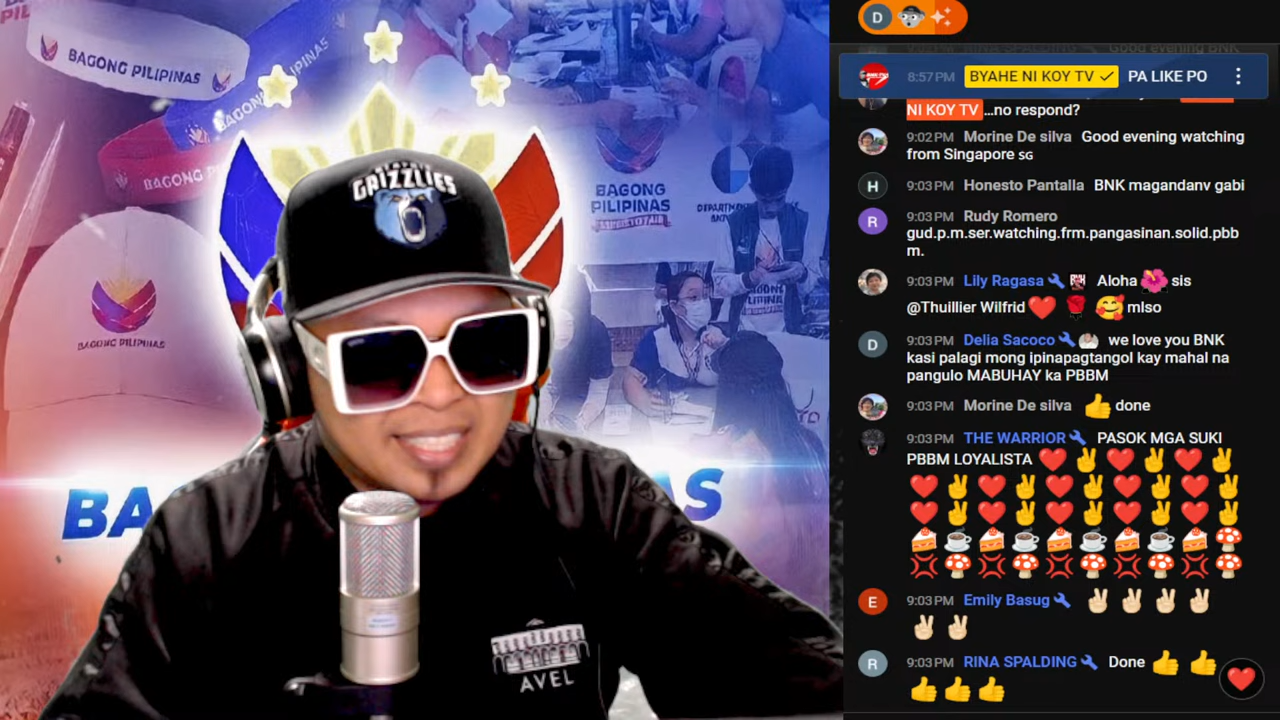 BAGONG PILIPINAS
PILIPINAS
BAGONG
BAGONG PILIPINAS
BAGONG
PILIPINAS
GRIZZLIES
BA
AS
AVEL
D
8:57 PM BYAHE NI KOY TV PA LIKE PO
NI KOY TV ...no respond?
9:02 PM Morine De silva Good evening watching
from Singapore SG
H 9:03 PM Honesto Pantalla BNK magandanv gabi
R 9:03 PM Rudy Romero
gud.p.m.ser.watching.frm.pangasinan.solid.pbb
m.
9:03 PM Lily Ragasa Aloha 🌺 sis
@Thuillier Wilfrid ❤️ 🌹 🥰 mlso
D 9:03 PM Delia Sacoco we love you BNK
kasi palagi mong ipinapagtangol kay mahal na
pangulo MABUHAY ka PBBM
9:03 PM Morine De silva 👍 done
9:03 PM THE WARRIOR PASOK MGA SUKI
PBBM LOYALISTA ❤️ ✌️ ❤️ ✌️ ❤️ ✌️
❤️ ✌️ ❤️ ✌️ ❤️ ✌️ ❤️ ✌️ ❤️ ✌️
❤️ ✌️ ❤️ ✌️ ❤️ ✌️ ❤️ ✌️ ❤️ ✌️
🍰 ☕ 🍰 ☕ 🍰 ☕ 🍰 ☕ 🍰 🍄
💢 🍄 💢 🍄 💢 🍄 💢 🍄 💢 🍄
E 9:03 PM Emily Basug ✌🏻 ✌🏻 ✌🏻 ✌🏻
✌🏻 ✌🏻
R 9:03 PM RINA SPALDING Done 👍 👍
👍 👍 👍